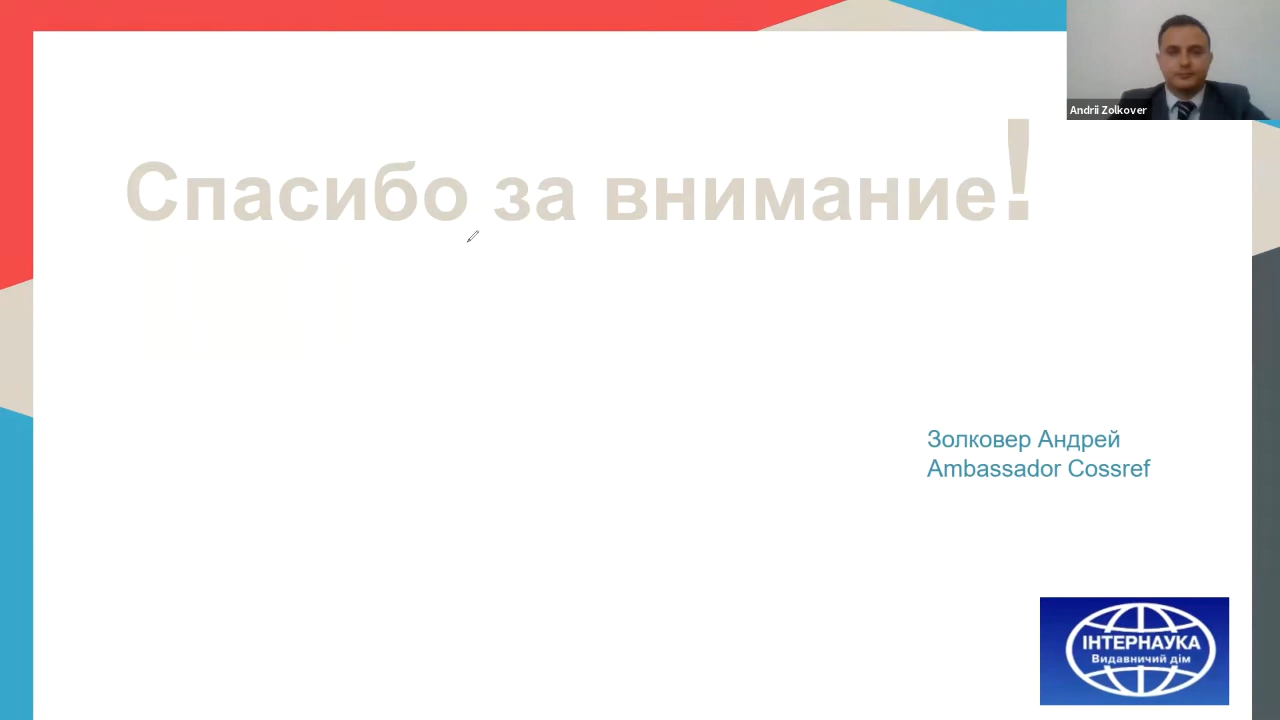 Andrii Zolkover
Спасибо за внимание!
Золковер Андрей
Ambassador Cossref
ІНТЕРНАУКА
Видавничий дім